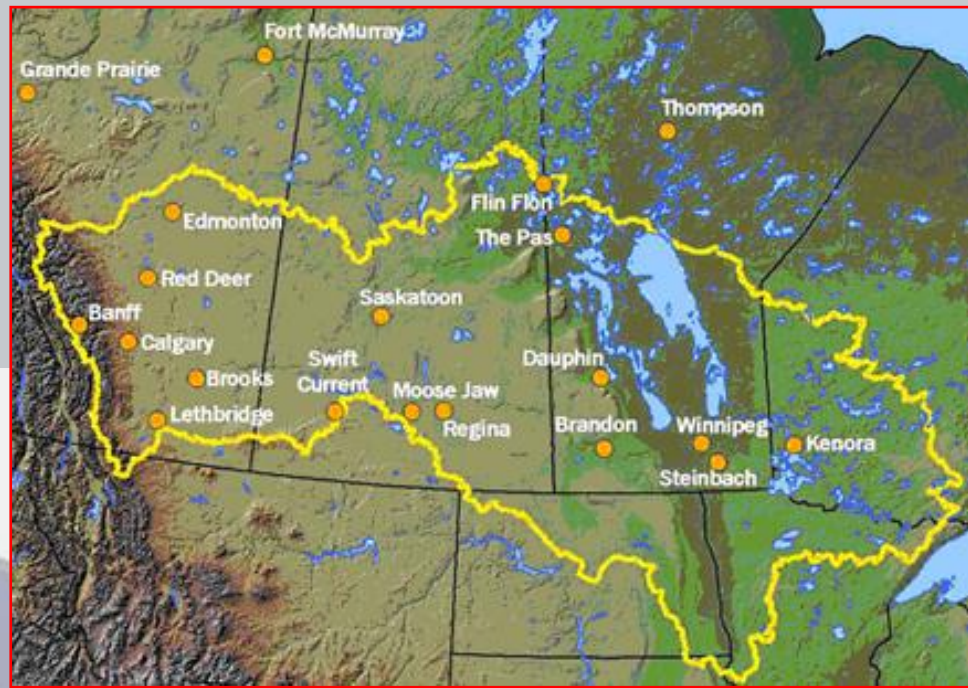 Fort McMurray
Grande Prairie
Thompson
Flin Flon
Edmonton
The Pas
Red Deer
Saskatoon
Banff
Calgary
Swift
Current
Dauphin
Brooks
Moose Jaw
Lethbridge
Regina
Brandon
Winnipeg
Kenora
Steinbach